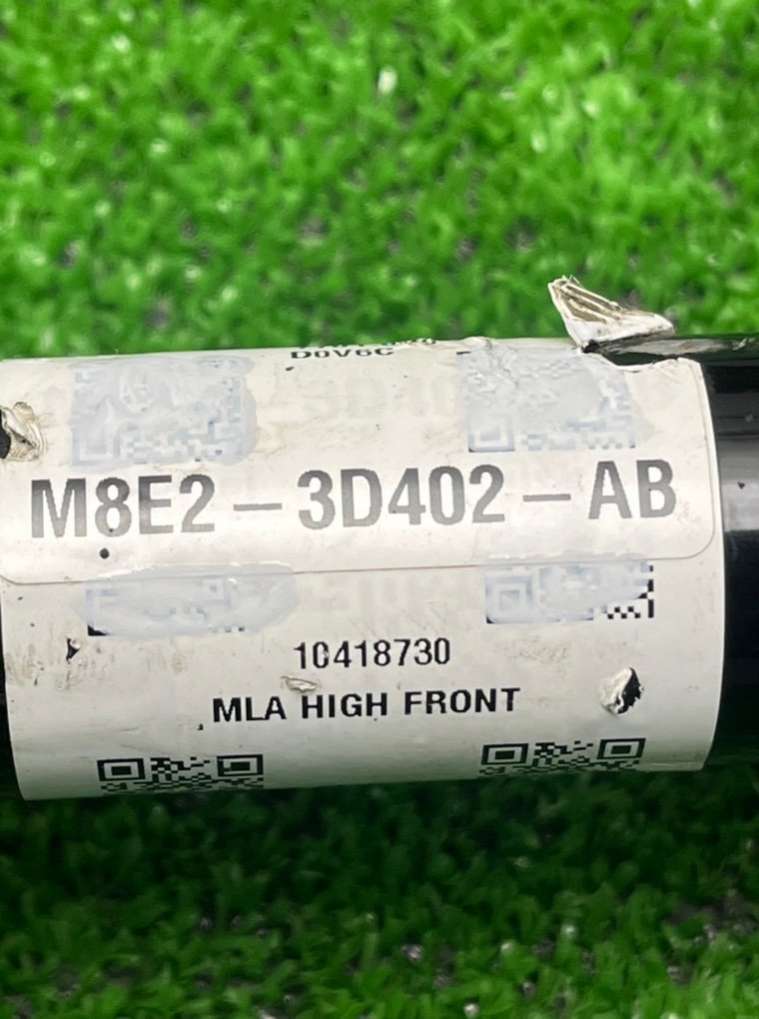 D0V6C
M8E2-3D402-AB
10418730
MLA HIGH FRONT